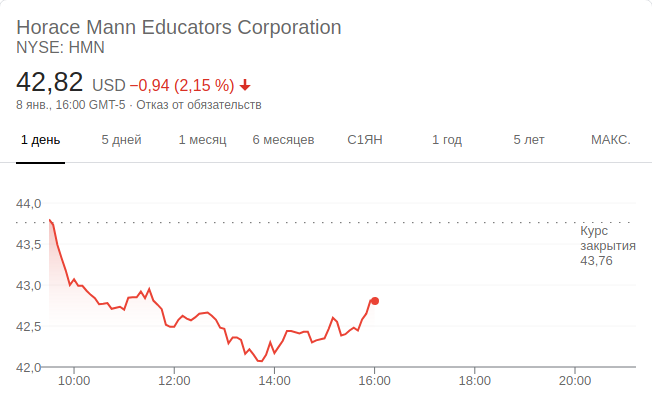 Horace Mann Educators Corporation
NYSE: HMN
42,82 USD −0,94 (2,15 %)
8 янв., 16:00 GMT-5 · Отказ от обязательств
1 день 5 дней 1 месяц 6 месяцев С1ЯН 1 год 5 лет МАКС.
44,0
Курс
закрытия
43,76
43,5
43,0
42,5
42,0
10:00 12:00 14:00 16:00 18:00 20:00